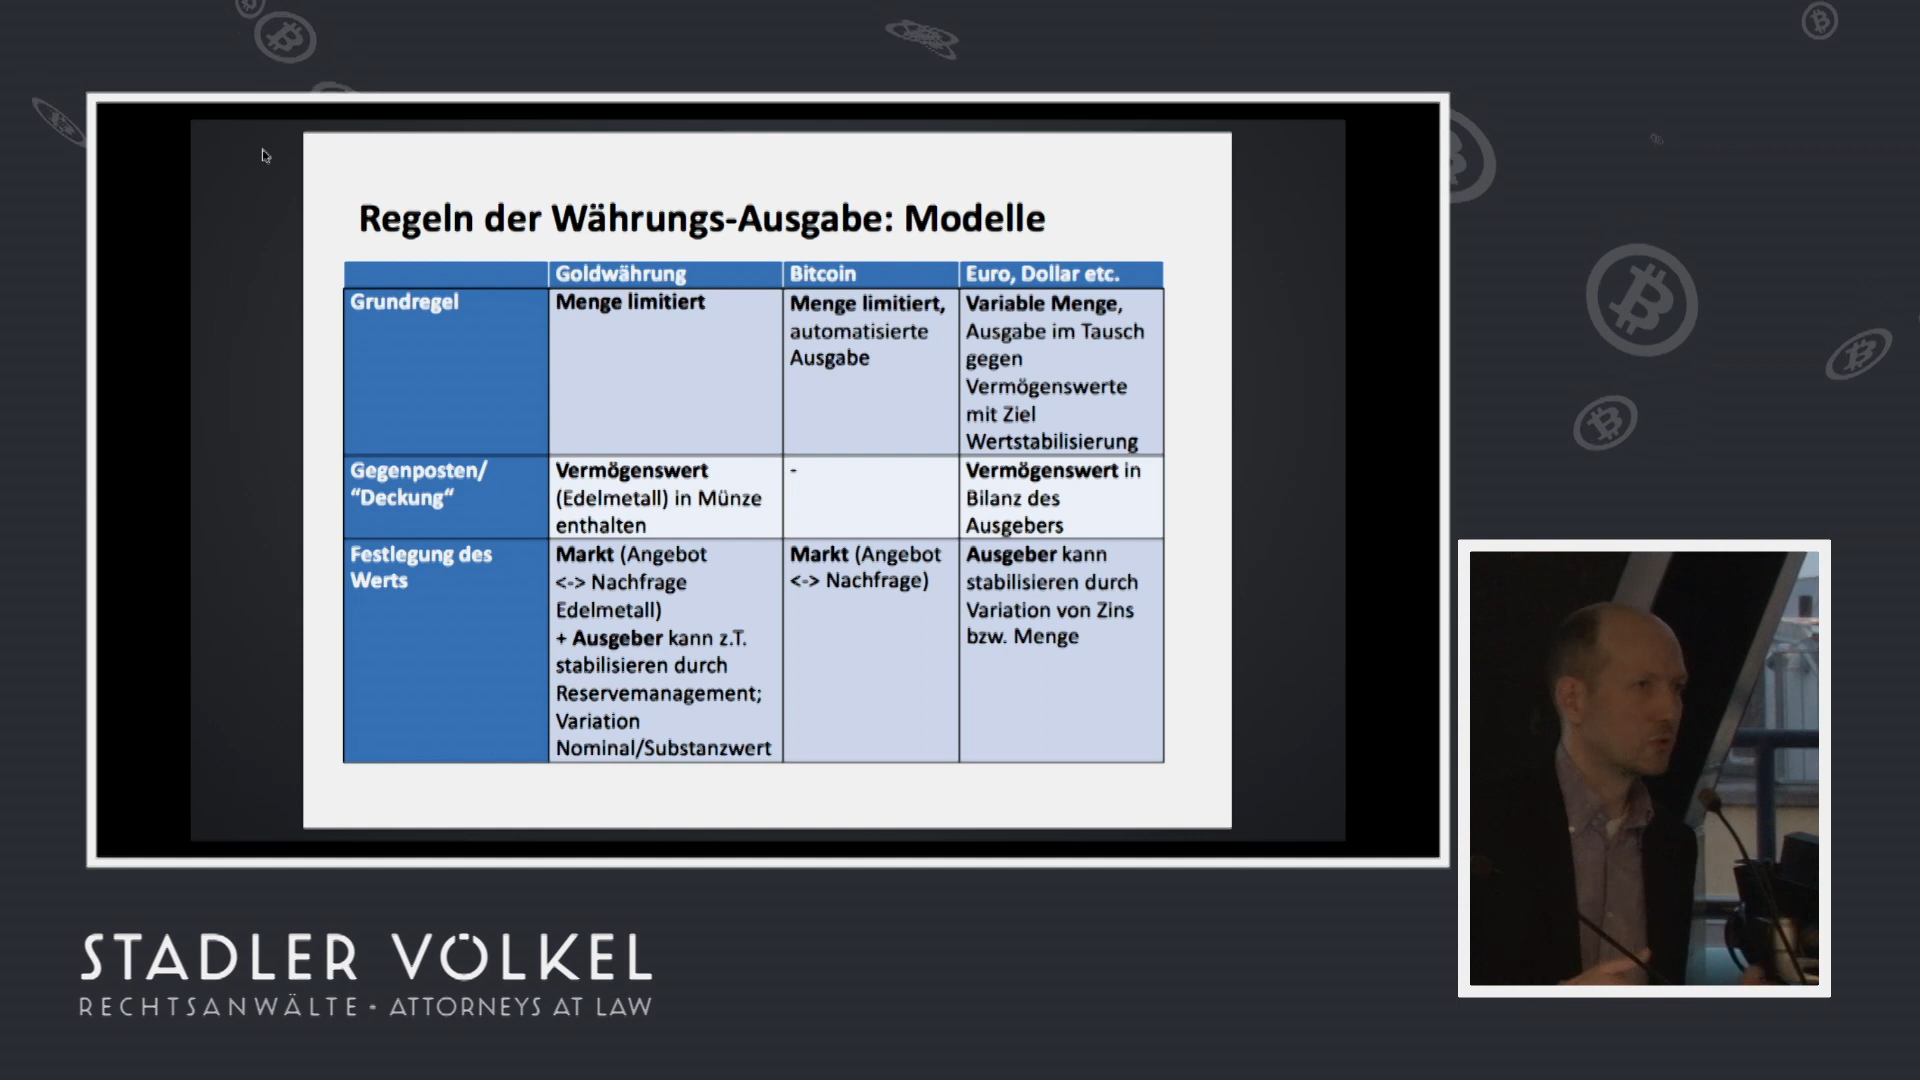 Regeln der Währungs-Ausgabe: Modelle
Goldwährung
Bitcoin
Euro, Dollar etc.
Grundregel
Menge limitiert
Menge limitiert,
automatisierte
Ausgabe
Variable Menge,
Ausgabe im Tausch
gegen
Vermögenswerte
mit Ziel
Wertstabilisierung
Gegenposten/
“Deckung“
Vermögenswert
(Edelmetall) in Münze
enthalten
-
Vermögenswert in
Bilanz des
Ausgebers
Festlegung des
Werts
Markt (Angebot
<-> Nachfrage
Edelmetall)
+ Ausgeber kann z.T.
stabilisieren durch
Reservemanagement;
Variation
Nominal/Substanzwert
Markt (Angebot
<-> Nachfrage)
Ausgeber kann
stabilisieren durch
Variation von Zins
bzw. Menge
STADLER VÖLKEL
RECHTSANWÄLTE • ATTORNEYS AT LAW